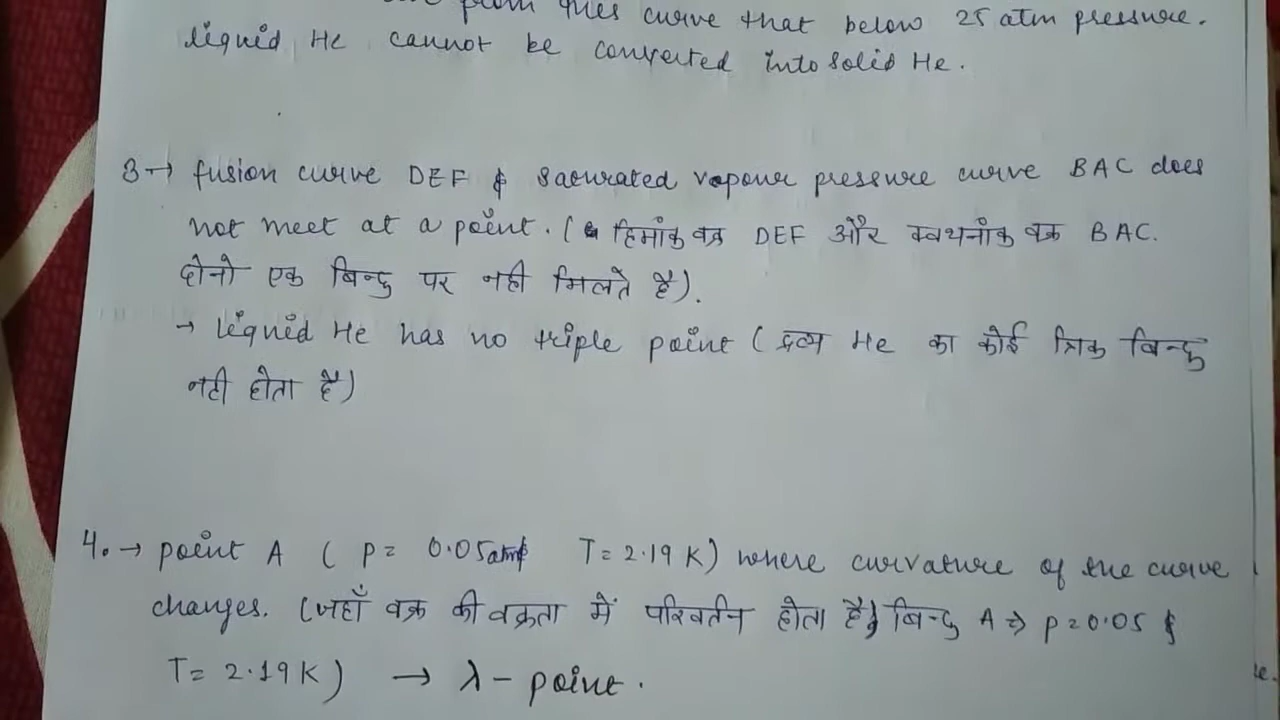 from this curve that below 25 atm pressure.
liquid He cannot be converted into solid He.
3→ fusion curve DEF & saturated vapour pressure curve BAC does
not meet at a point. ( हिमांक वक्र DEF और क्वथनांक वक्र BAC.
दोनो एक बिन्दु पर नही मिलते है).
→ liquid He has no triple point ( द्रव्य He का कोई त्रिक बिन्दु
नही होता है)
4.→ point A ( P= 0.05atm T= 2.19 K) where curvature of the curve
changes. (जहाँ वक्र की वक्रता में परिवर्तन होता है) बिन्दु A ⇒ P=0.05 &
T= 2.19K) → λ- point.